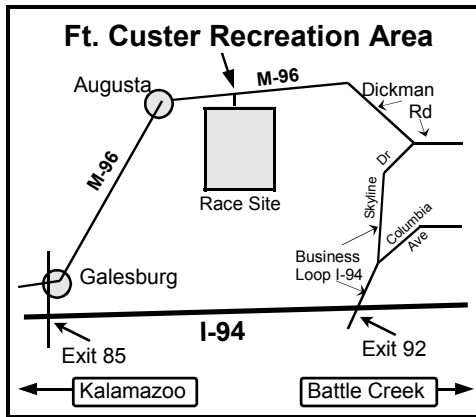 Ft. Custer Recreation Area
M-96
Augusta
Dickman
Rd
M-96
Race Site
Dr
Skyline
Columbia
Ave
Business
Loop I-94
Galesburg
I-94
Exit 85
Exit 92
Kalamazoo
Battle Creek